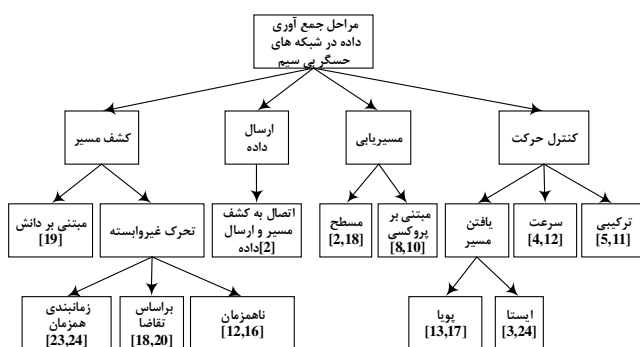 مراحل جمع آوری
داده در شبکه های
حسگر بی سیم
کنترل حرکت
مسیریابی
ارسال
داده
کشف مسیر
ترکیبی
[5,11]
سرعت
[4,12]
یافتن
مسیر
مبتنی بر
پروکسی
[8,10]
مسطح
[2,18]
اتصال به کشف
مسیر و ارسال
داده[2]
تحرک غیروابسته
مبتنی بر دانش
[19]
ایستا
[3,24]
پویا
[13,17]
ناهمزمان
[12,16]
براساس
تقاضا
[18,20]
زمانبندی
همزمان
[23,24]